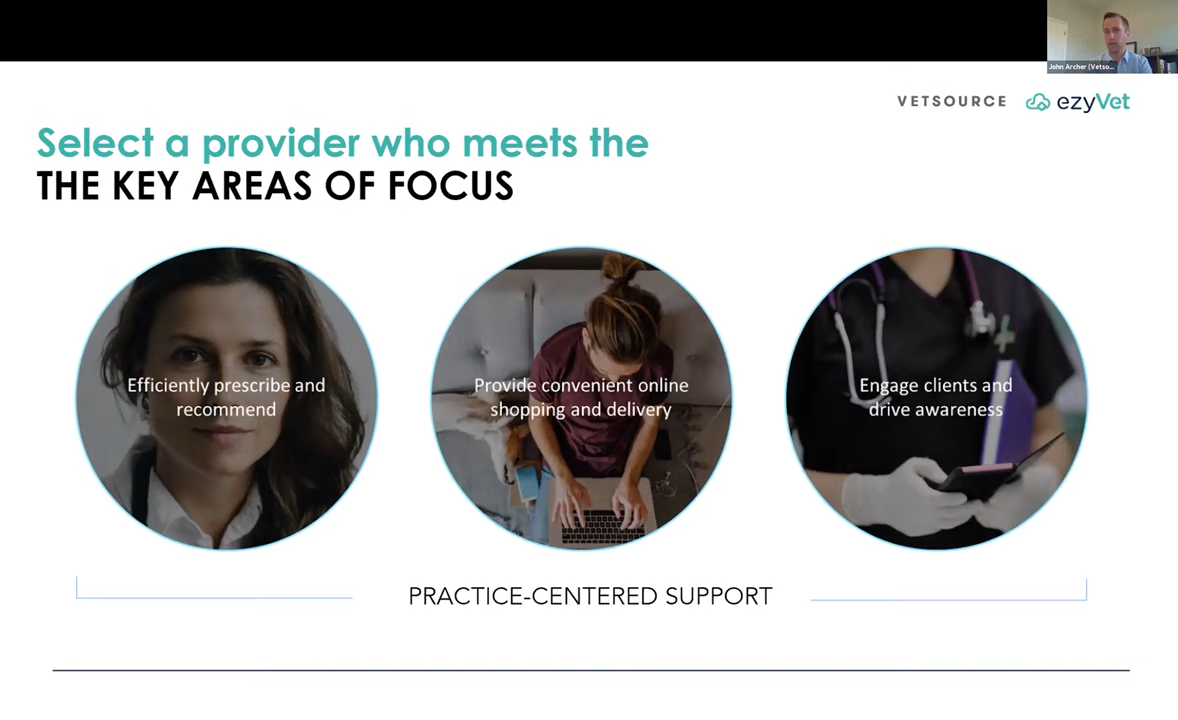 John Archer (Vetso...
VETSOURCE ezyVet
Select a provider who meets the
THE KEY AREAS OF FOCUS
Efficiently prescribe and
recommend
Provide convenient online
shopping and delivery
Engage clients and
drive awareness
PRACTICE-CENTERED SUPPORT